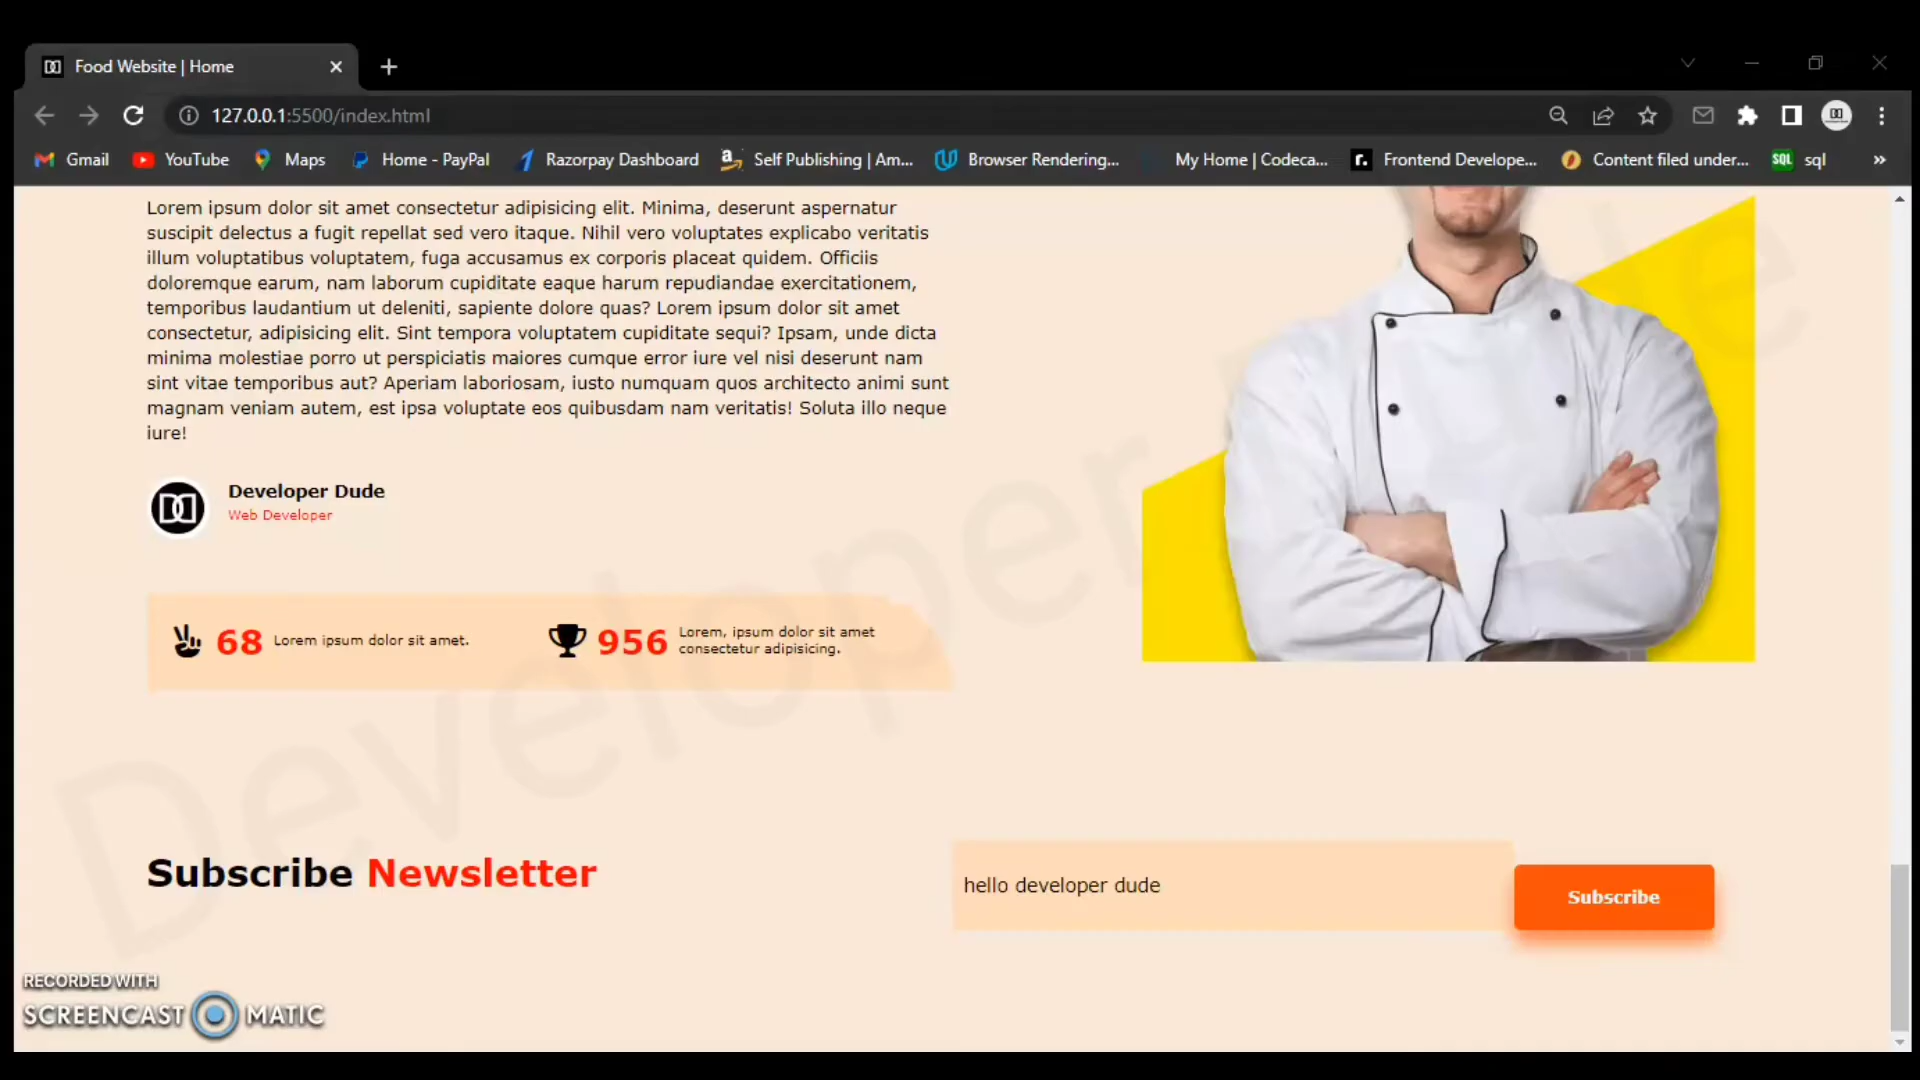 Food Website | Home
127.0.0.1:5500/index.html
Gmail YouTube Maps Home - PayPal Razorpay Dashboard Self Publishing | Am... Browser Rendering... My Home | Codeca... Frontend Develope... Content filed under... SQL sql »
Lorem ipsum dolor sit amet consectetur adipisicing elit. Minima, deserunt aspernatur
suscipit delectus a fugit repellat sed vero itaque. Nihil vero voluptates explicabo veritatis
illum voluptatibus voluptatem, fuga accusamus ex corporis placeat quidem. Officiis
doloremque earum, nam laborum cupiditate eaque harum repudiandae exercitationem,
temporibus laudantium ut deleniti, sapiente dolore quas? Lorem ipsum dolor sit amet
consectetur, adipisicing elit. Sint tempora voluptatem cupiditate sequi? Ipsam, unde dicta
minima molestiae porro ut perspiciatis maiores cumque error iure vel nisi deserunt nam
sint vitae temporibus aut? Aperiam laboriosam, iusto numquam quos architecto animi sunt
magnam veniam autem, est ipsa voluptate eos quibusdam nam veritatis! Soluta illo neque
iure!
Developer Dude
Web Developer
68 Lorem ipsum dolor sit amet.
956 Lorem, ipsum dolor sit amet
consectetur adipisicing.
Developer Dude
Subscribe Newsletter
hello developer dude
Subscribe
RECORDED WITH
SCREENCAST MATIC